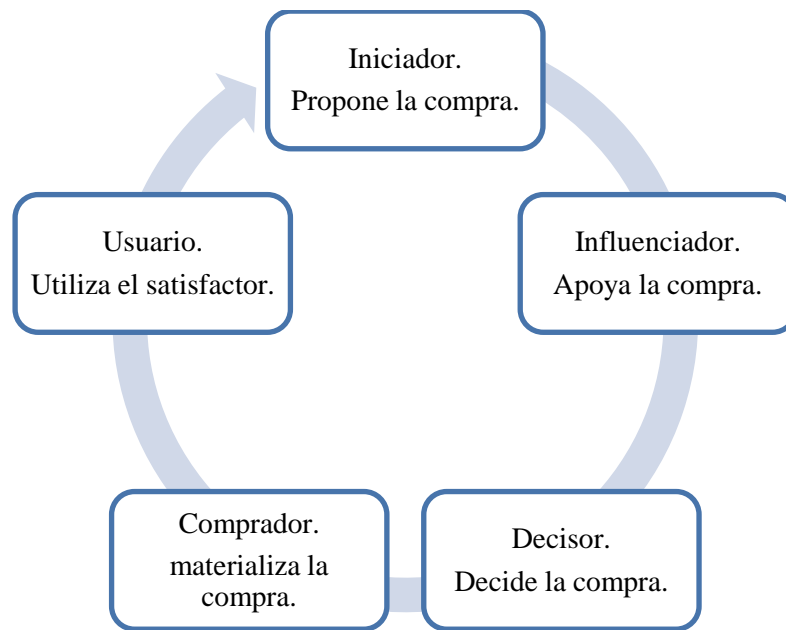 Iniciador.
Propone la compra.
Influenciador.
Apoya la compra.
Decisor.
Decide la compra.
Comprador.
materializa la
compra.
Usuario.
Utiliza el satisfactor.